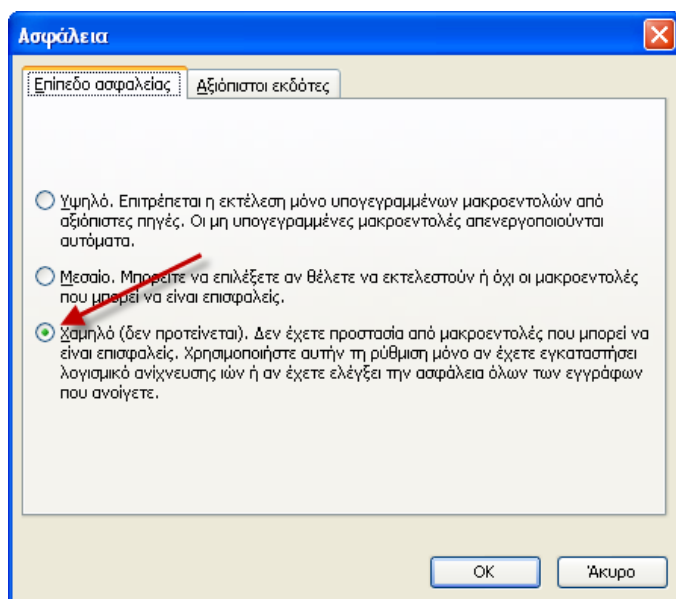 Ασφάλεια
Επίπεδο ασφαλείας
Αξιόπιστοι εκδότες
Υψηλό. Επιτρέπεται η εκτέλεση μόνο υπογεγραμμένων μακροεντολών από
αξιόπιστες πηγές. Οι μη υπογεγραμμένες μακροεντολές απενεργοποιούνται
αυτόματα.
Μεσαίο. Μπορείτε να επιλέξετε αν θέλετε να εκτελεστούν ή όχι οι μακροεντολές
που μπορεί να είναι επισφαλείς.
Χαμηλό (δεν προτείνεται). Δεν έχετε προστασία από μακροεντολές που μπορεί να
είναι επισφαλείς. Χρησιμοποιήστε αυτήν τη ρύθμιση μόνο αν έχετε εγκαταστήσει
λογισμικό ανίχνευσης ιών ή αν έχετε ελέγξει την ασφάλεια όλων των εγγράφων
που ανοίγετε.
OK
Άκυρο